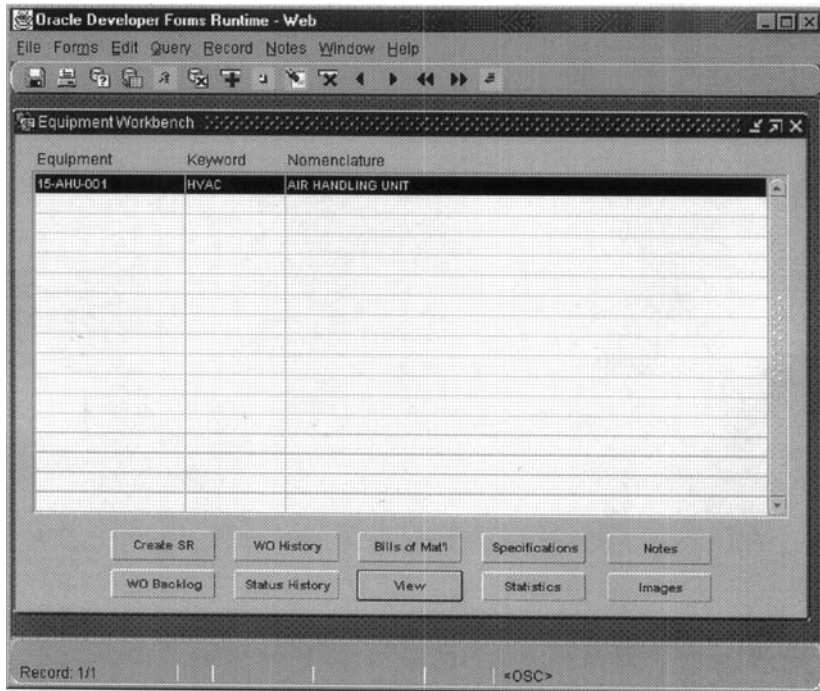 Oracle Developer Forms Runtime - Web
File Forms Edit Query Record Notes Window Help
Equipment Workbench
Equipment Keyword Nomenclature
15-AHU-001 HVAC AIR HANDLING UNIT
Create SR WO History Bills of Mat'l Specifications Notes
WO Backlog Status History View Statistics Images
Record: 1/1 <OSC>